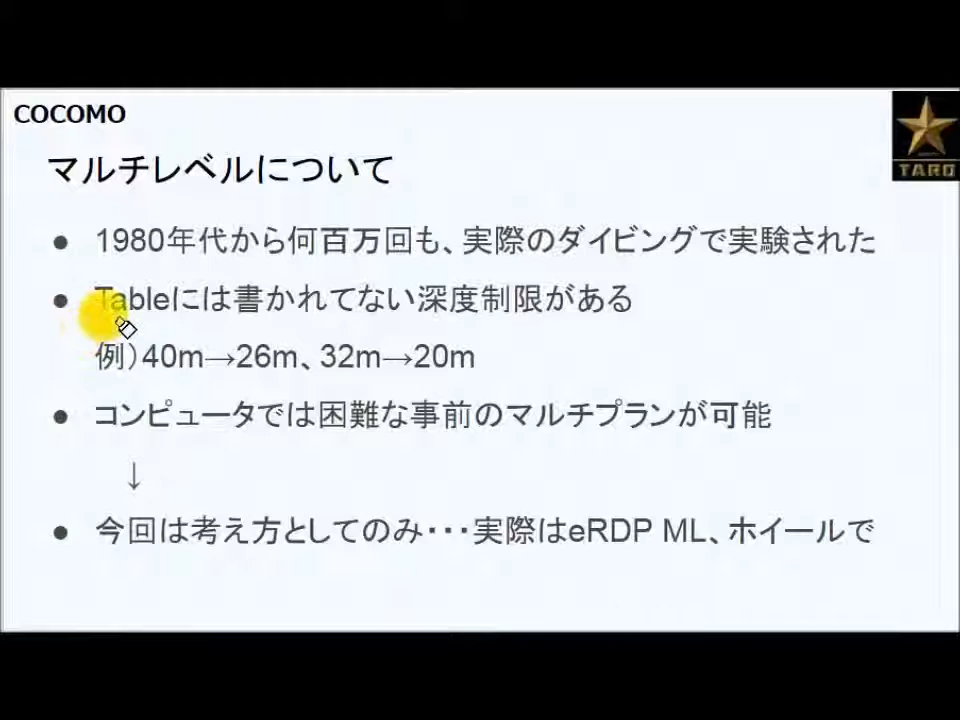 COCOMO
TARO
マルチレベルについて
● 1980年代から何百万回も、実際のダイビングで実験された
● Tableには書かれてない深度制限がある
例）40m→26m、32m→20m
● コンピュータでは困難な事前のマルチプランが可能
↓
● 今回は考え方としてのみ・・・実際はeRDP ML、ホイールで